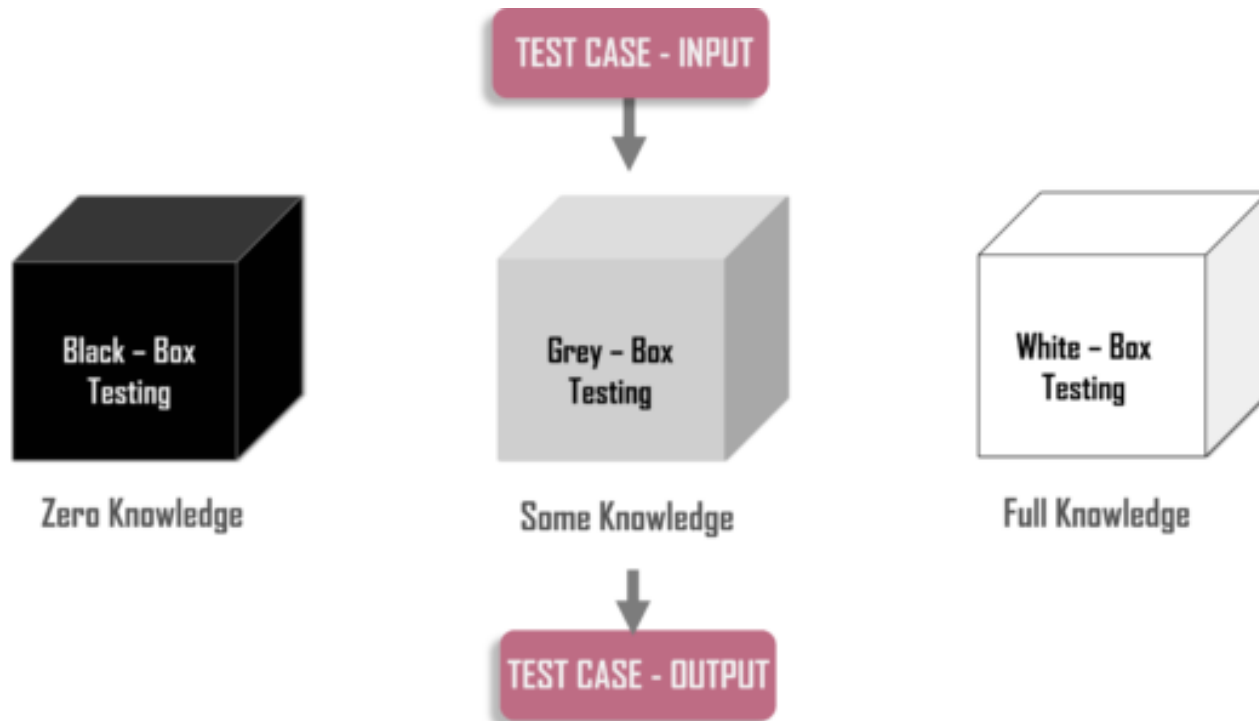 TEST CASE - INPUT
Black – Box
Testing
Grey – Box
Testing
White – Box
Testing
Zero Knowledge
Some Knowledge
Full Knowledge
TEST CASE - OUTPUT